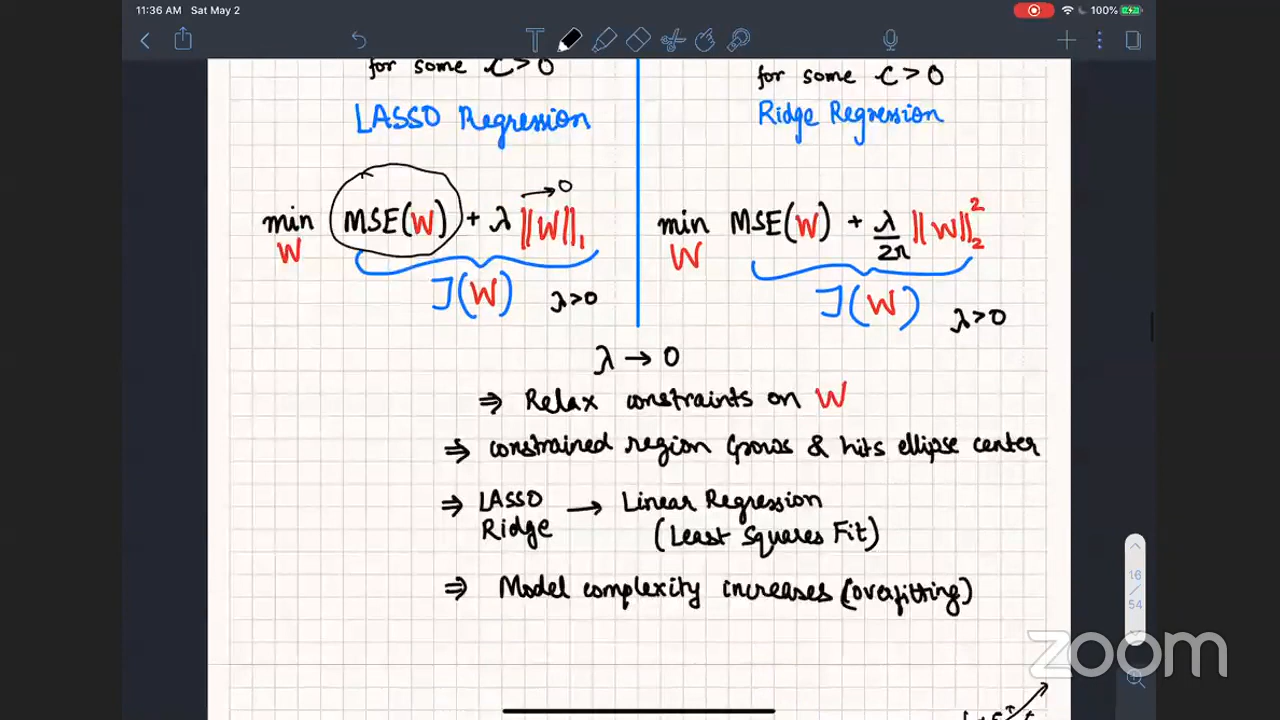 11:36 AM Sat May 2
100%
for some C>0
LASSO Regression
min MSE(W) + λ ||W||₁ → 0
W
J(W) λ>0
for some C>0
Ridge Regression
min MSE(W) + λ/2n ||W||₂²
W
J(W) λ>0
λ → 0
⇒ Relax constraints on W
⇒ constrained region Grows & hits ellipse center
⇒ LASSO → Linear Regression
Ridge (Least Squares Fit)
⇒ Model complexity increases (overfitting)
16
/
54
zoom